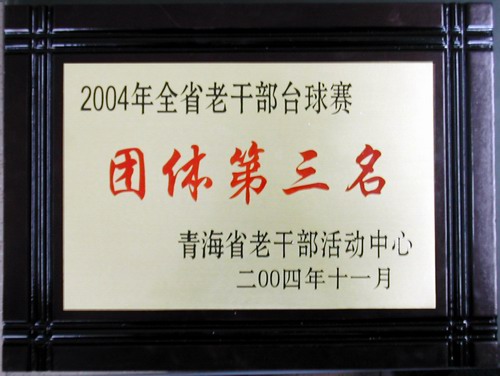 2004年全省老干部台球赛
团体第三名
青海省老干部活动中心
二00四年十一月